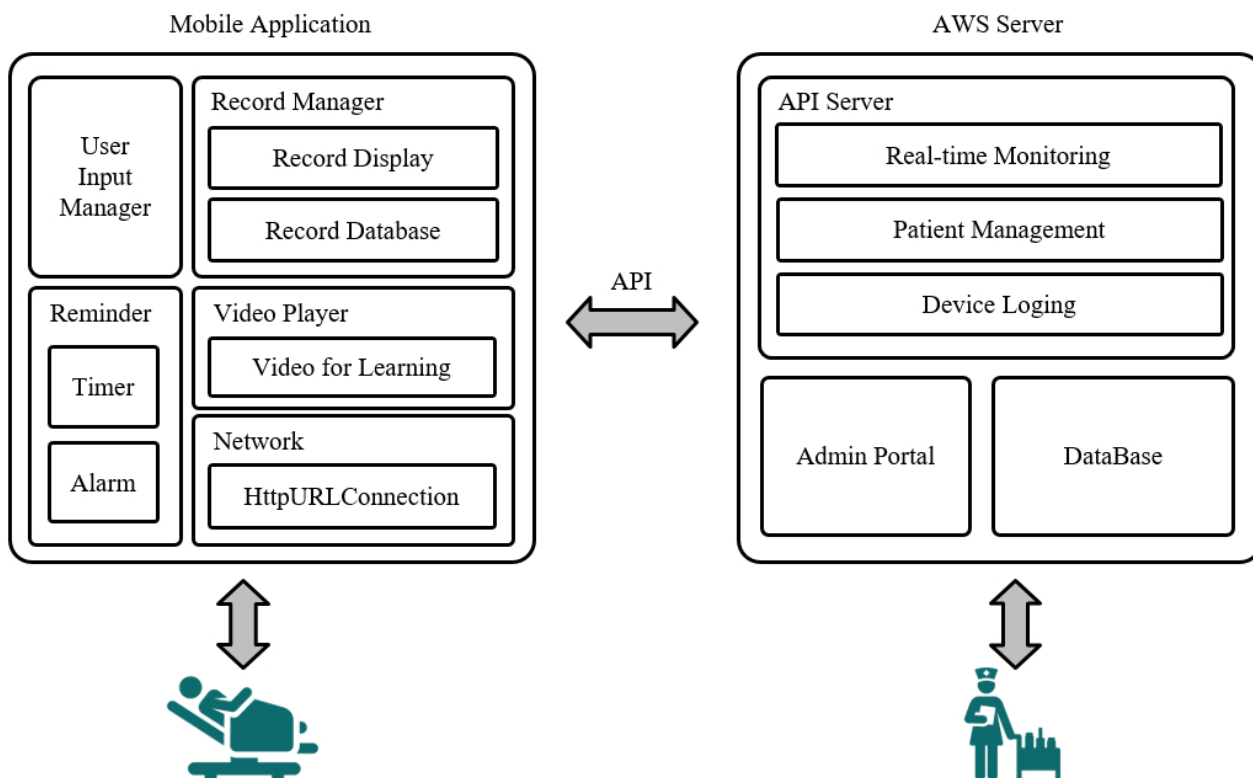 Mobile Application
User
Input
Manager
Record Manager
Record Display
Record Database
Reminder
Timer
Alarm
Video Player
Video for Learning
Network
HttpURLConnection
API
AWS Server
API Server
Real-time Monitoring
Patient Management
Device Loging
Admin Portal
DataBase